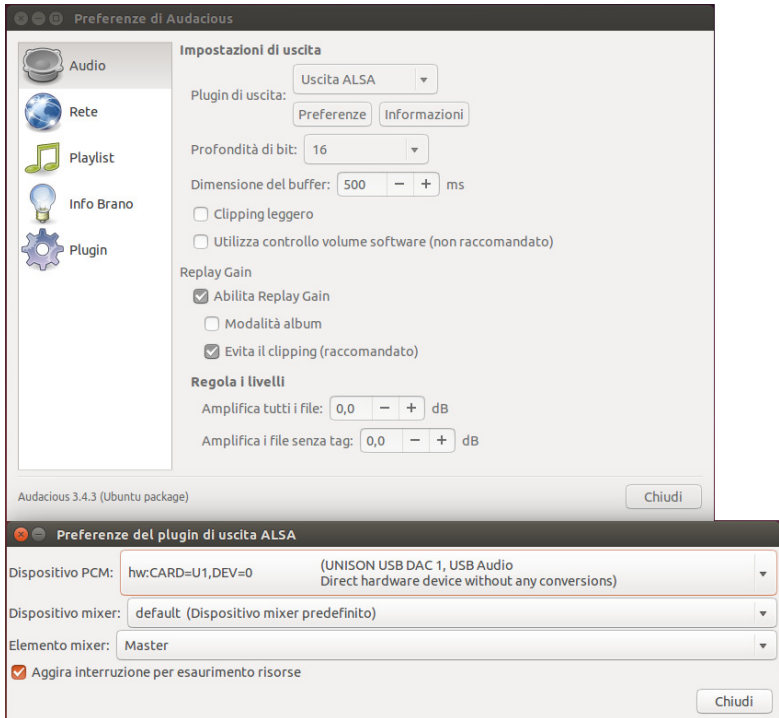 Preferenze di Audacious
Audio
Rete
Playlist
Info Brano
Plugin
Impostazioni di uscita
Plugin di uscita: Uscita ALSA
Preferenze Informazioni
Profondità di bit: 16
Dimensione del buffer: 500 − + ms
Clipping leggero
Utilizza controllo volume software (non raccomandato)
Replay Gain
Abilita Replay Gain
Modalità album
Evita il clipping (raccomandato)
Regola i livelli
Amplifica tutti i file: 0,0 − + dB
Amplifica i file senza tag: 0,0 − + dB
Audacious 3.4.3 (Ubuntu package)
Chiudi
Preferenze del plugin di uscita ALSA
Dispositivo PCM: hw:CARD=U1,DEV=0 (UNISON USB DAC 1, USB Audio
Direct hardware device without any conversions)
Dispositivo mixer: default (Dispositivo mixer predefinito)
Elemento mixer: Master
Aggira interruzione per esaurimento risorse
Chiudi